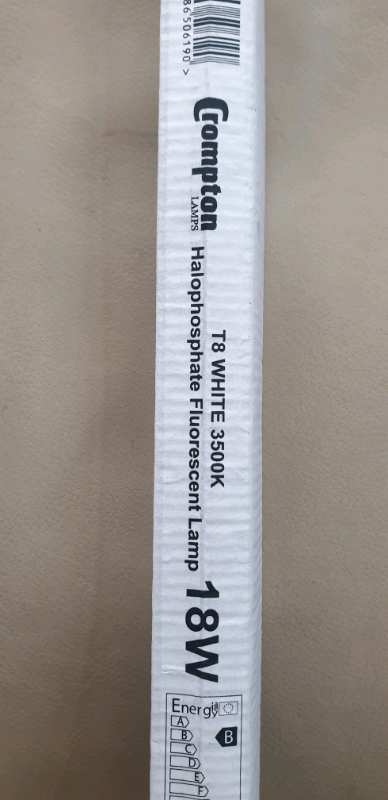 86506190 >
Crompton
LAMPS
T8 WHITE 3500K
Halophosphate Fluorescent Lamp
18W
Energy
A
B
C
D
E
F
B